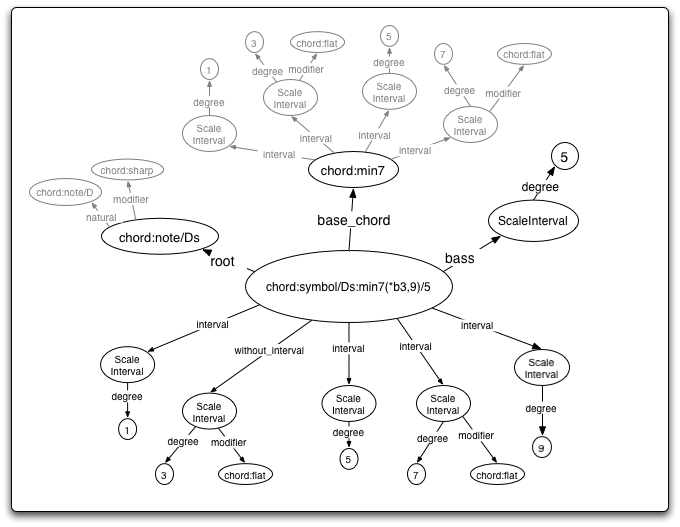 5
3
chord:flat
7
chord:flat
1
degree
modifier
degree
degree
modifier
degree
Scale
Interval
Scale
Interval
Scale
Interval
Scale
Interval
interval
interval
interval
interval
chord:min7
5
degree
ScaleInterval
chord:sharp
chord:note/D
modifier
natural
chord:note/Ds
base_chord
root
bass
chord:symbol/Ds:min7(*b3,9)/5
interval
without_interval
interval
interval
interval
Scale
Interval
Scale
Interval
Scale
Interval
Scale
Interval
Scale
Interval
degree
degree
modifier
degree
degree
modifier
degree
1
3
chord:flat
5
7
chord:flat
9